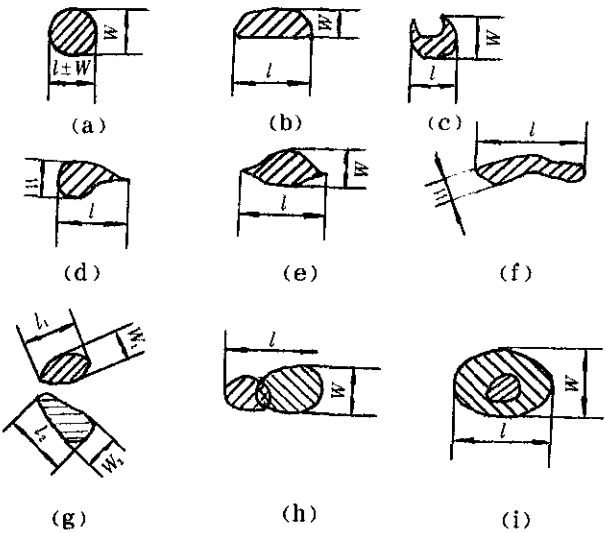 W W
l±W l l W
(a) (b) (c)
W l W l l W
(d) (e) (f)
l₁ W₁ l W W
l₂ W₂ l
(g) (h) (i)